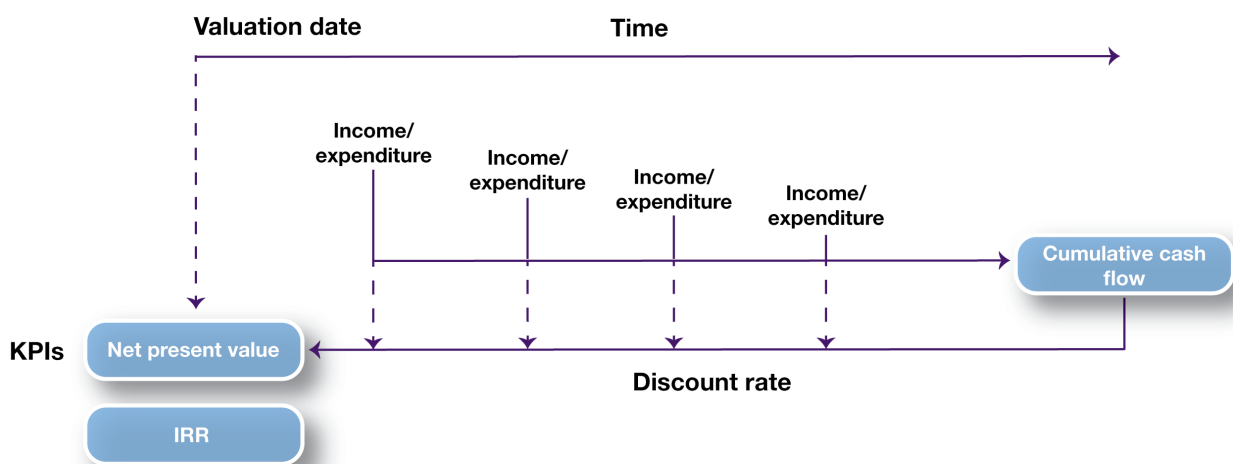 Valuation date
Time
Income/
expenditure
Income/
expenditure
Income/
expenditure
Income/
expenditure
Cumulative cash
flow
KPIs
Net present value
Discount rate
IRR